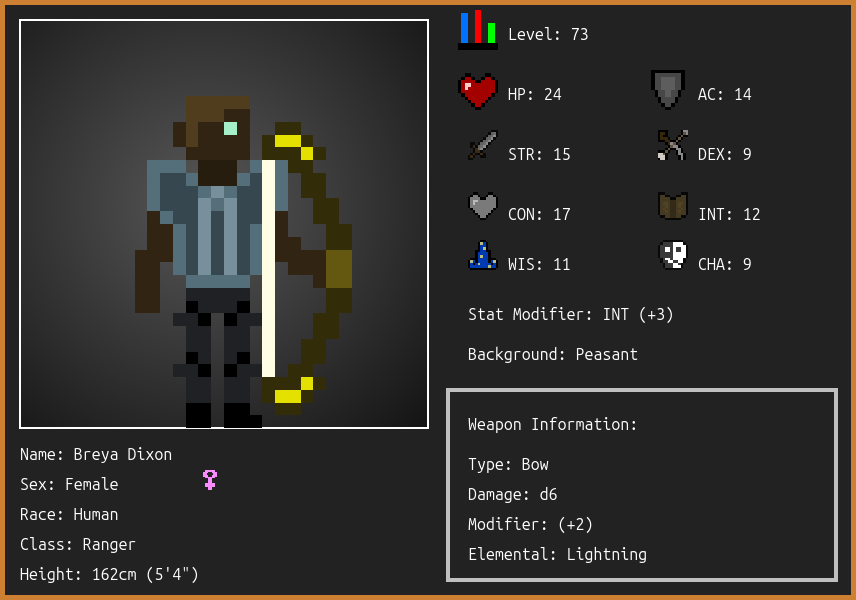 Level: 73
HP: 24
AC: 14
STR: 15
DEX: 9
CON: 17
INT: 12
WIS: 11
CHA: 9
Stat Modifier: INT (+3)
Background: Peasant
Weapon Information:
Type: Bow
Damage: d6
Modifier: (+2)
Elemental: Lightning
Name: Breya Dixon
Sex: Female
Race: Human
Class: Ranger
Height: 162cm (5'4")